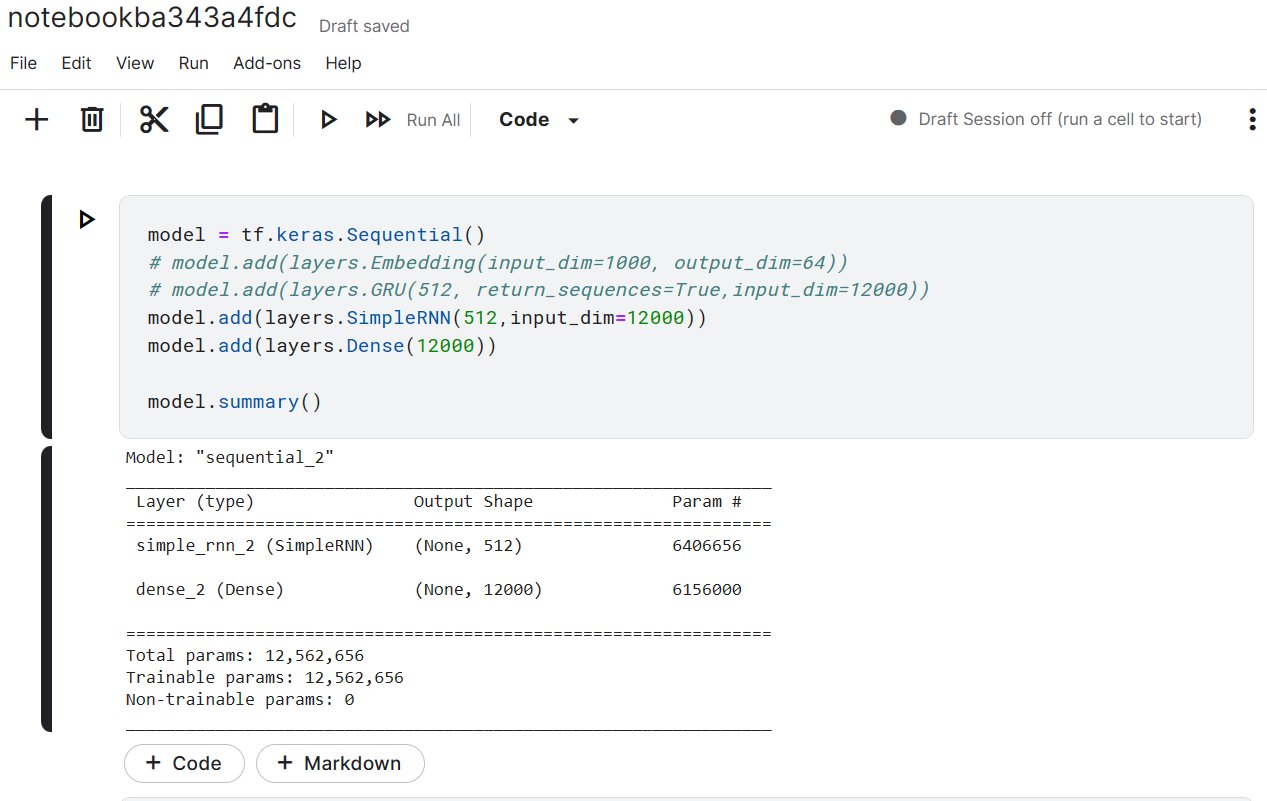 notebookba343a4fdc Draft saved
File Edit View Run Add-ons Help
Run All Code Draft Session off (run a cell to start)
model = tf.keras.Sequential()
# model.add(layers.Embedding(input_dim=1000, output_dim=64))
# model.add(layers.GRU(512, return_sequences=True,input_dim=12000))
model.add(layers.SimpleRNN(512,input_dim=12000))
model.add(layers.Dense(12000))
model.summary()
Model: "sequential_2"
_________________________________________________________________
Layer (type) Output Shape Param #
=================================================================
simple_rnn_2 (SimpleRNN) (None, 512) 6406656
dense_2 (Dense) (None, 12000) 6156000
=================================================================
Total params: 12,562,656
Trainable params: 12,562,656
Non-trainable params: 0
_________________________________________________________________
+ Code + Markdown